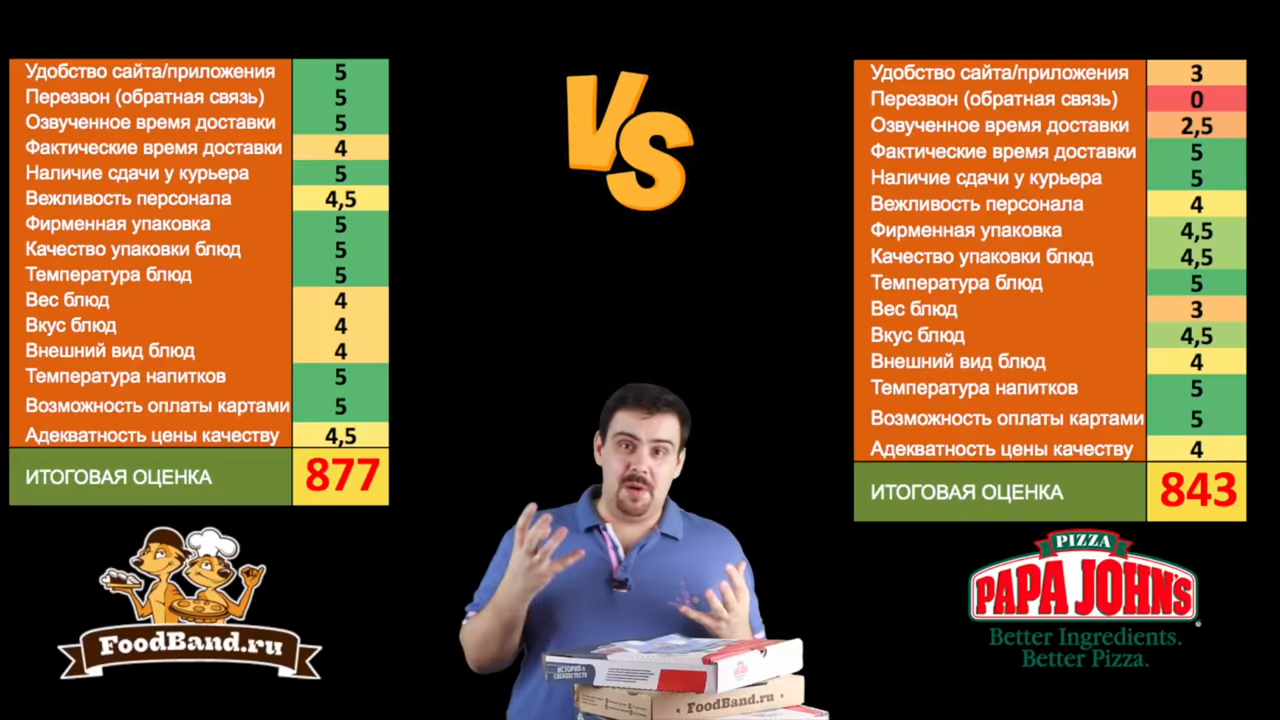 Удобство сайта/приложения 5
Перезвон (обратная связь) 5
Озвученное время доставки 5
Фактические время доставки 4
Наличие сдачи у курьера 5
Вежливость персонала 4,5
Фирменная упаковка 5
Качество упаковки блюд 5
Температура блюд 5
Вес блюд 4
Вкус блюд 4
Внешний вид блюд 4
Температура напитков 5
Возможность оплаты картами 5
Адекватность цены качеству 4,5
ИТОГОВАЯ ОЦЕНКА 877
FoodBand.ru
VS
ИСТОРИЯ О
СВЕЖЕМ ТЕСТЕ
FoodBand.ru
Удобство сайта/приложения 3
Перезвон (обратная связь) 0
Озвученное время доставки 2,5
Фактические время доставки 5
Наличие сдачи у курьера 5
Вежливость персонала 4
Фирменная упаковка 4,5
Качество упаковки блюд 4,5
Температура блюд 5
Вес блюд 3
Вкус блюд 4,5
Внешний вид блюд 4
Температура напитков 5
Возможность оплаты картами 5
Адекватность цены качеству 4
ИТОГОВАЯ ОЦЕНКА 843
PIZZA
PAPA JOHN'S
Better Ingredients.
Better Pizza.